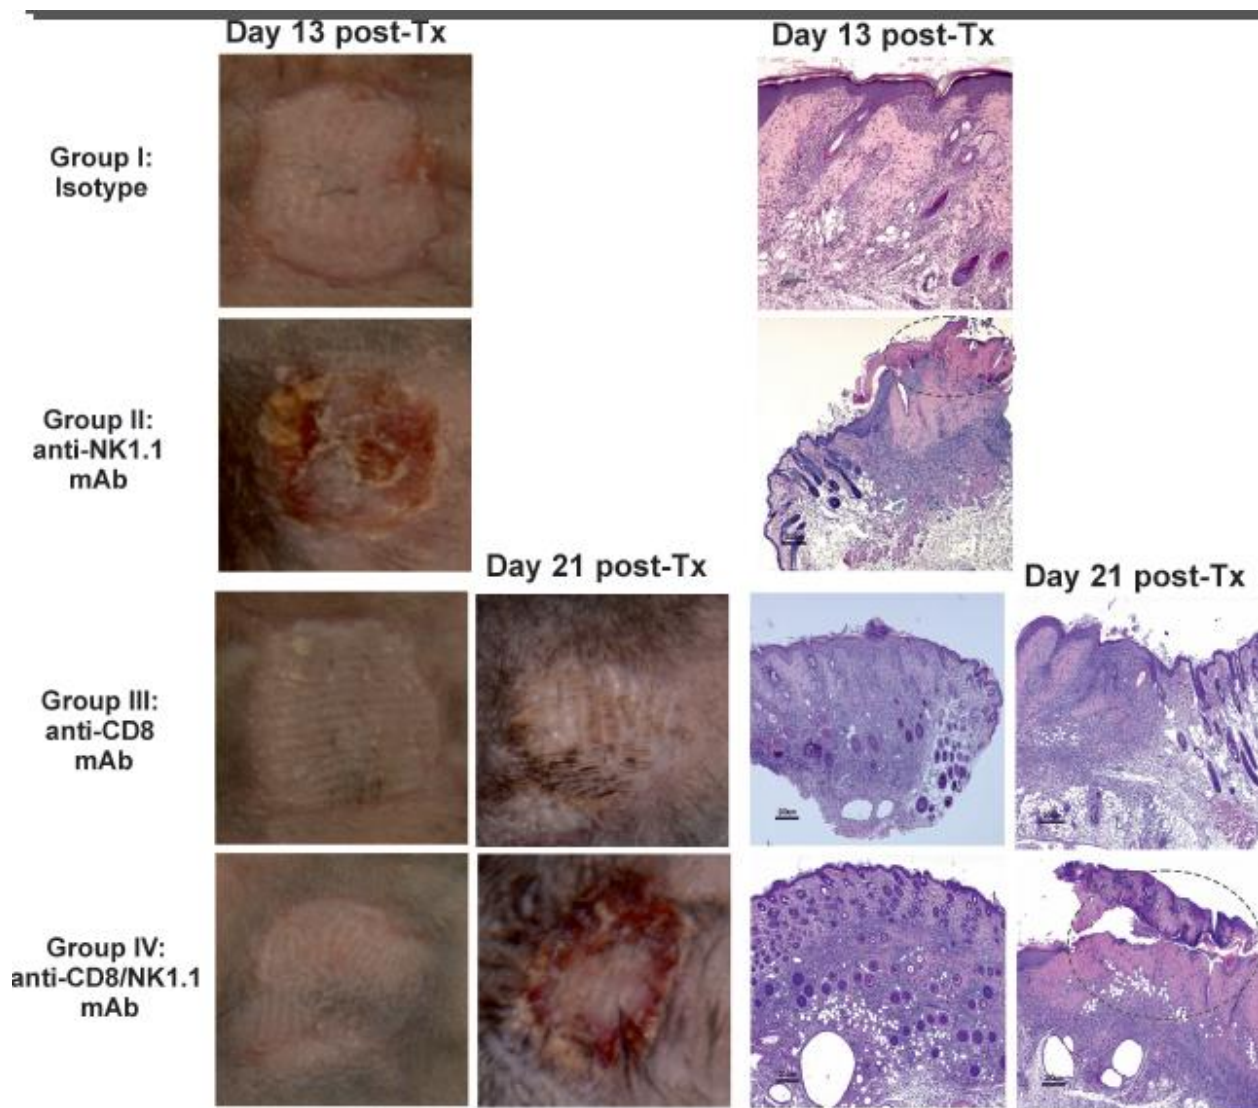 Day 13 post-Tx
Day 13 post-Tx
Group I:
Isotype
Group II:
anti-NK1.1
mAb
Day 21 post-Tx
Day 21 post-Tx
Group III:
anti-CD8
mAb
Group IV:
anti-CD8/NK1.1
mAb